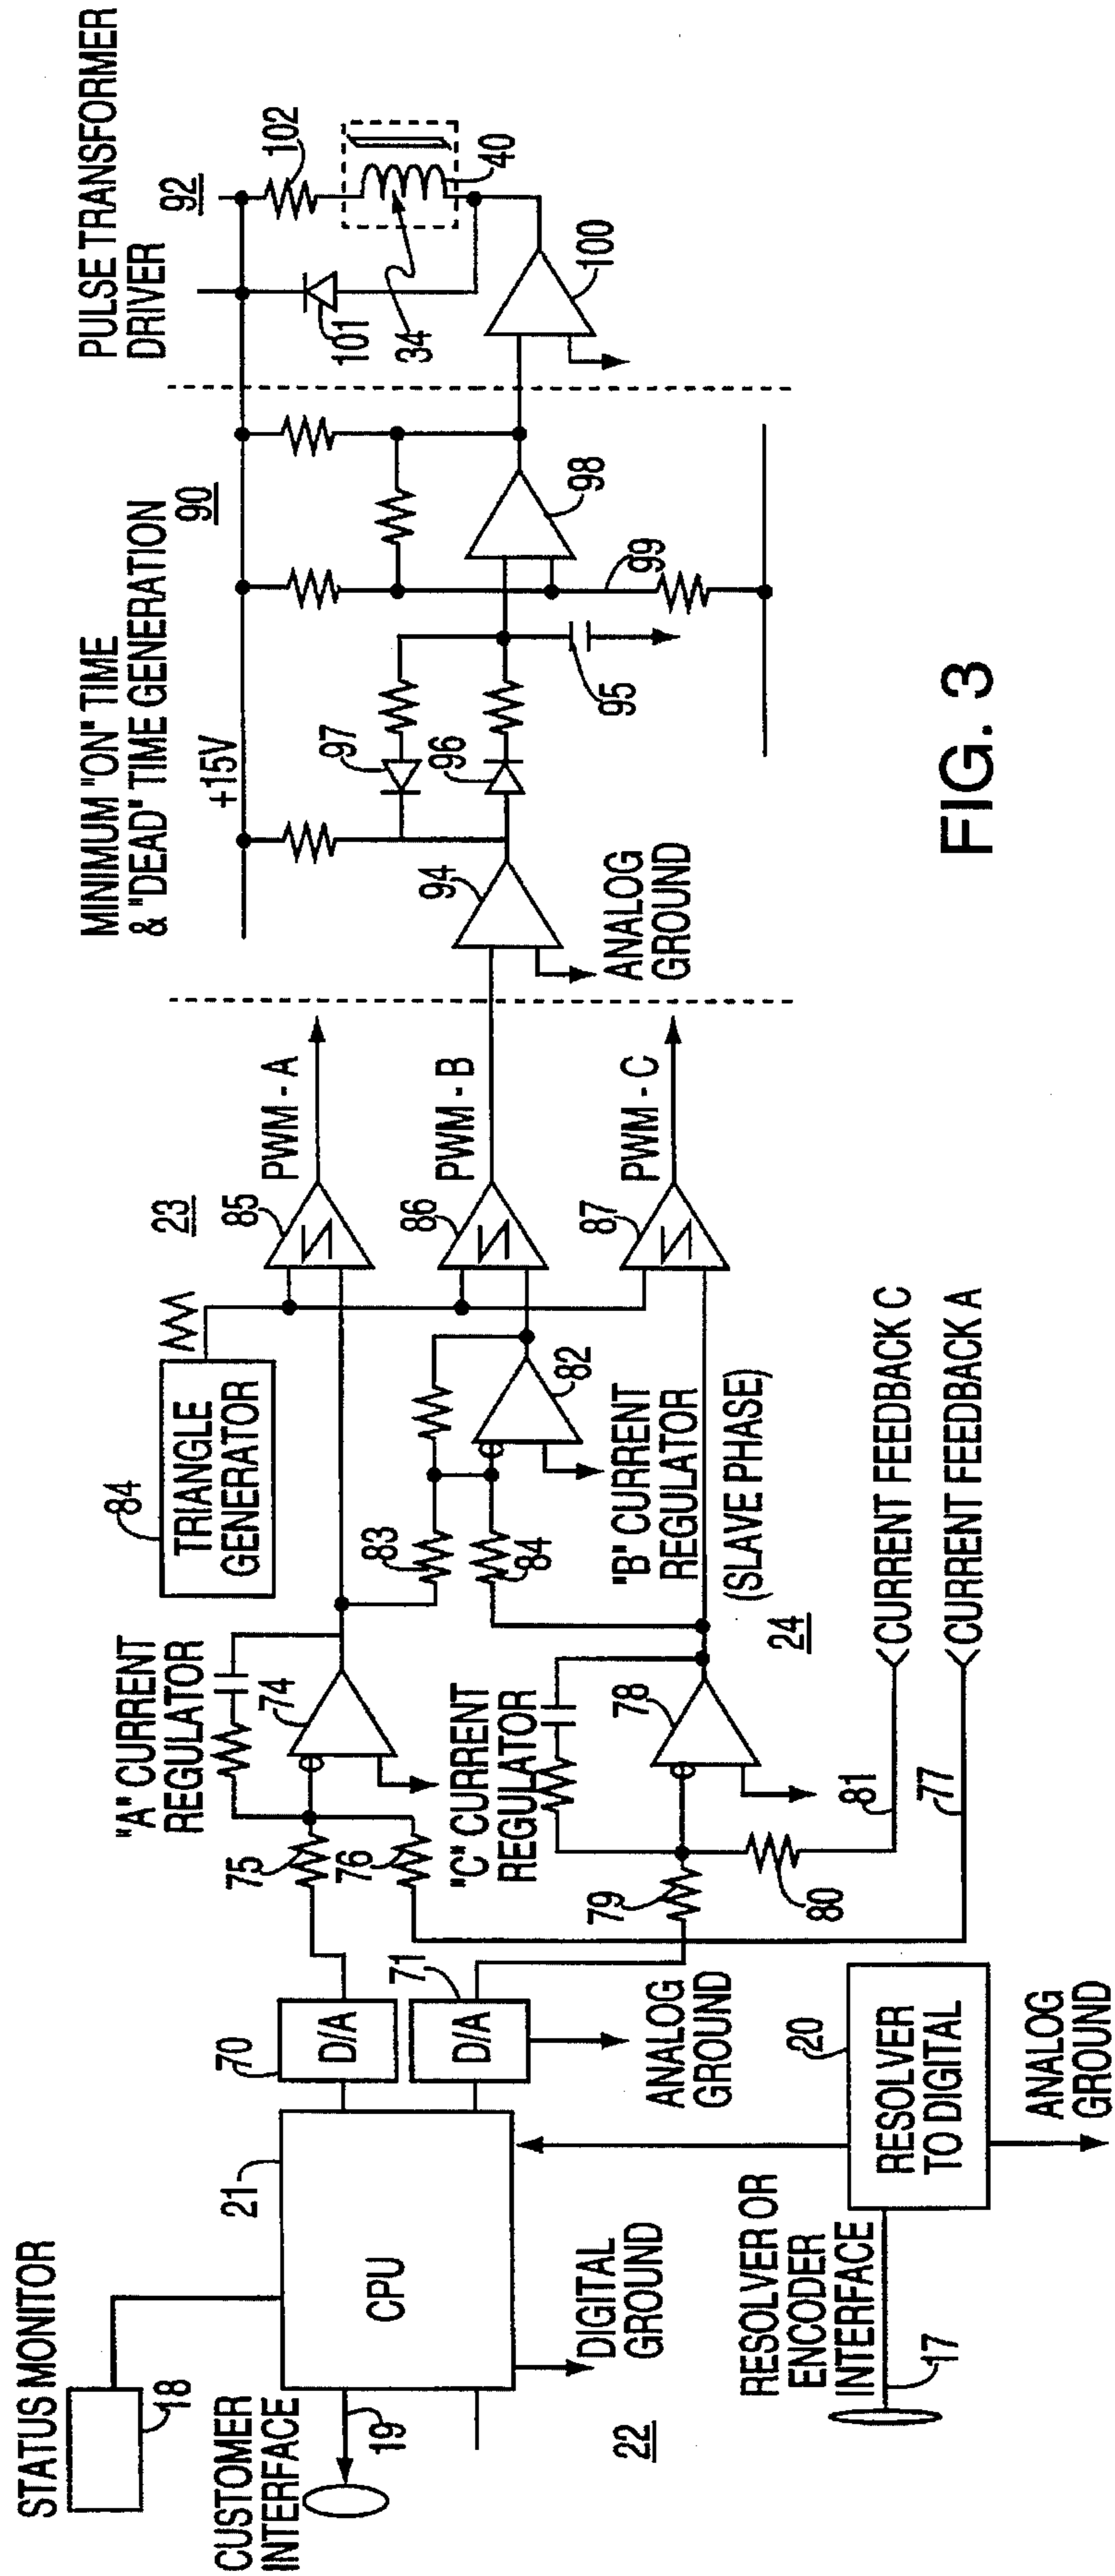 STATUS MONITOR
18
CUSTOMER
INTERFACE
19
21
CPU
DIGITAL
GROUND
22
RESOLVER OR
ENCODER
INTERFACE
17
20
RESOLVER
TO DIGITAL
ANALOG
GROUND
70
D/A
71
D/A
ANALOG
GROUND
"A" CURRENT
REGULATOR
75
76
74
"C" CURRENT
REGULATOR
79
80
78
81
77
24
CURRENT FEEDBACK C
CURRENT FEEDBACK A
84
TRIANGLE
GENERATOR
83
84
82
"B" CURRENT
REGULATOR
(SLAVE PHASE)
23
85
PWM - A
86
PWM - B
87
PWM - C
MINIMUM "ON" TIME
& "DEAD" TIME GENERATION
90
+15V
94
ANALOG
GROUND
97
96
95
98
99
PULSE TRANSFORMER
DRIVER
92
102
101
34
40
100
FIG. 3